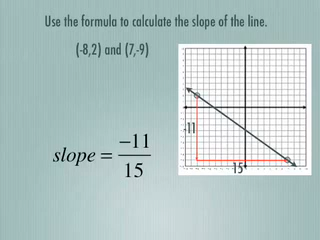 Use the formula to calculate the slope of the line.
(-8,2) and (7,-9)
-11
slope = -11/15
15